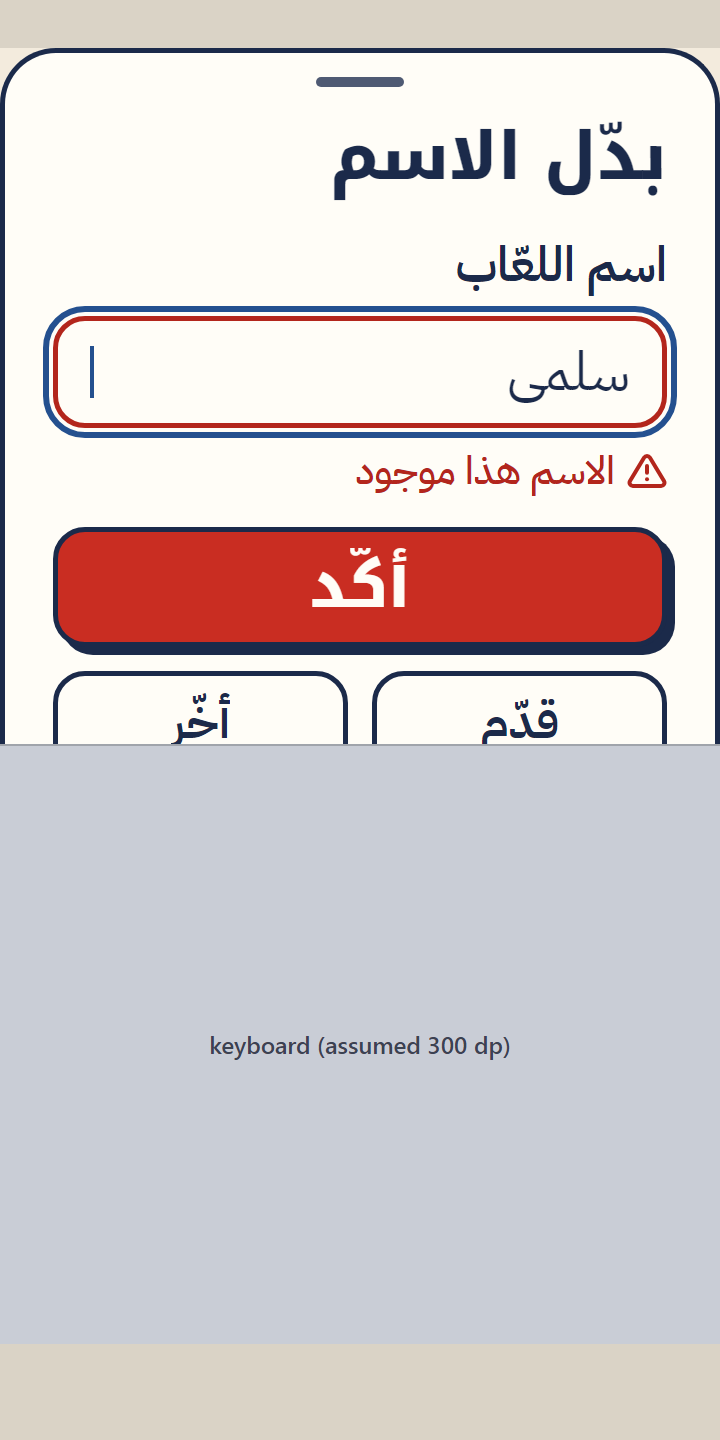 بدّل الاسم
اسم اللعّاب
سلمى
الاسم هذا موجود
أكّد
قدّم
أخّر
keyboard (assumed 300 dp)